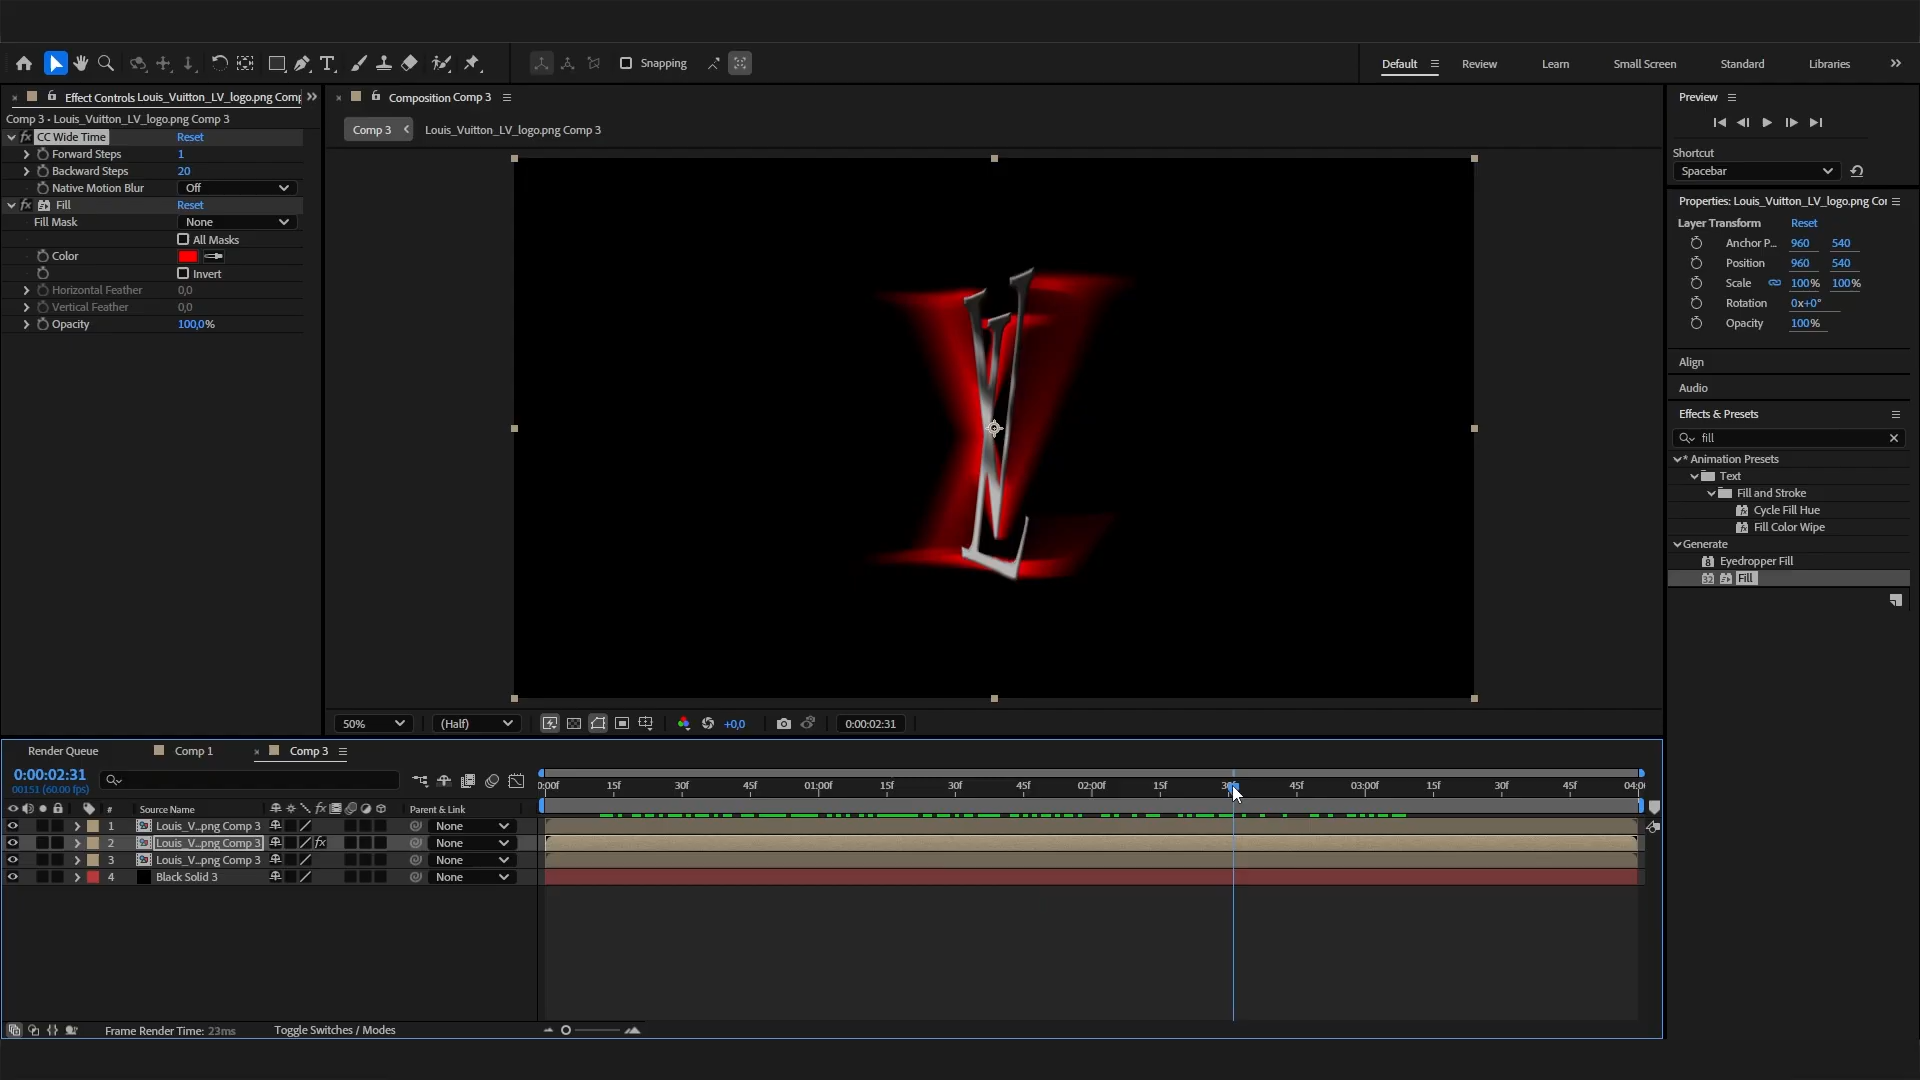 Snapping
Default
Review
Learn
Small Screen
Standard
Libraries
Effect Controls Louis_Vuitton_LV_logo.png Comp
Comp 3 • Louis_Vuitton_LV_logo.png Comp 3
fx CC Wide Time Reset
Forward Steps 1
Backward Steps 20
Native Motion Blur Off
fx Fill Reset
Fill Mask None
All Masks
Color
Invert
Horizontal Feather 0,0
Vertical Feather 0,0
Opacity 100,0%
Composition Comp 3
Comp 3
Louis_Vuitton_LV_logo.png Comp 3
50%
(Half)
+0,0
0:00:02:31
Preview
Shortcut
Spacebar
Properties: Louis_Vuitton_LV_logo.png Co
Layer Transform Reset
Anchor P... 960 540
Position 960 540
Scale 100% 100%
Rotation 0x+0°
Opacity 100%
Align
Audio
Effects & Presets
fill
* Animation Presets
Text
Fill and Stroke
Cycle Fill Hue
Fill Color Wipe
Generate
Eyedropper Fill
32 Fill
Render Queue
Comp 1
Comp 3
0:00:02:31
00151 (60.00 fps)
0:00f 15f 30f 45f 01:00f 15f 30f 45f 02:00f 15f 30f 45f 03:00f 15f 30f 45f 04:0
# Source Name fx Parent & Link
1 Louis_V...png Comp 3 None
2 Louis_V...png Comp 3 fx None
3 Louis_V...png Comp 3 None
4 Black Solid 3 None
Frame Render Time: 23ms
Toggle Switches / Modes